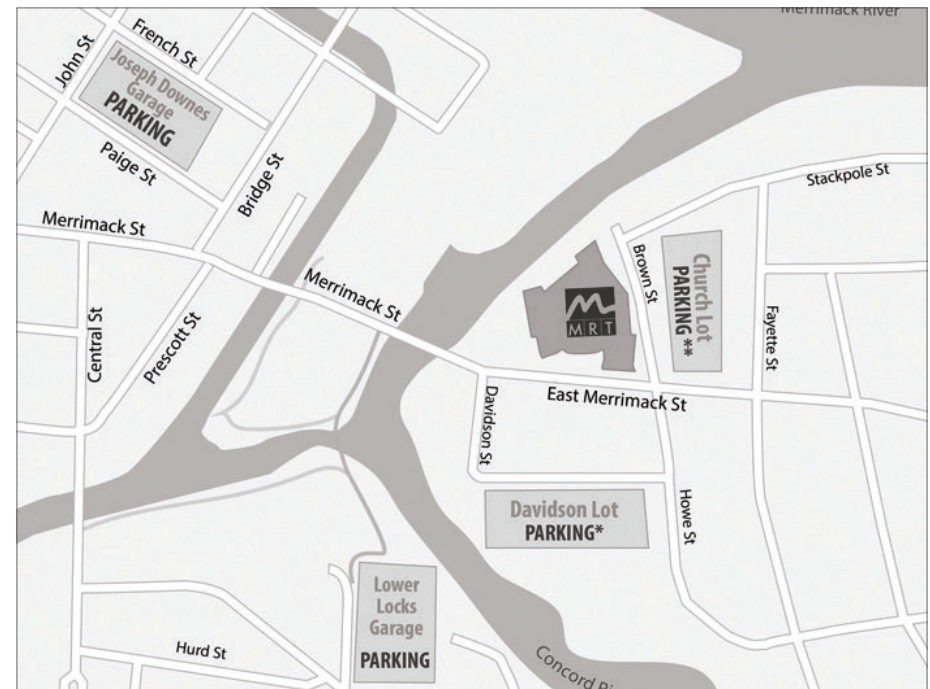 Merrimack River
French St
John St
Joseph Downes
Garage
PARKING
Paige St
Bridge St
Stackpole St
Merrimack St
Brown St
Church Lot
PARKING**
Merrimack St
M R T
Central St
Prescott St
Fayette St
East Merrimack St
Davidson St
Davidson Lot
PARKING*
Howe St
Lower
Locks
Garage
PARKING
Hurd St
Concord